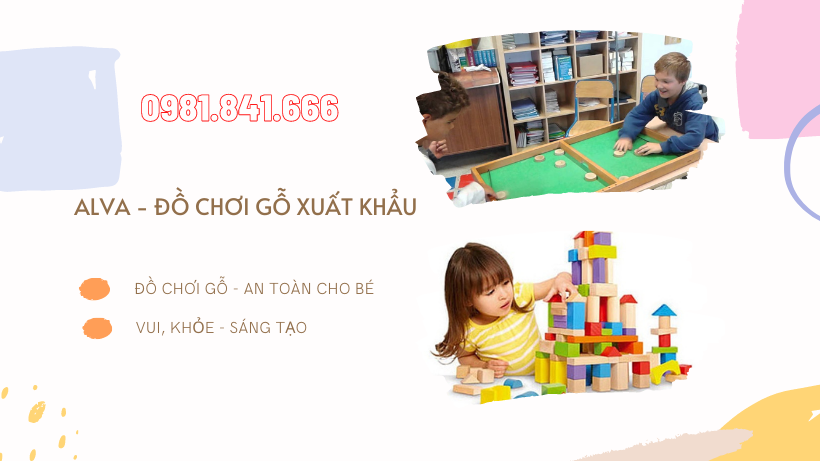 0981.841.666
ALVA - ĐỒ CHƠI GỖ XUẤT KHẨU
ĐỒ CHƠI GỖ - AN TOÀN CHO BÉ
VUI, KHỎE - SÁNG TẠO